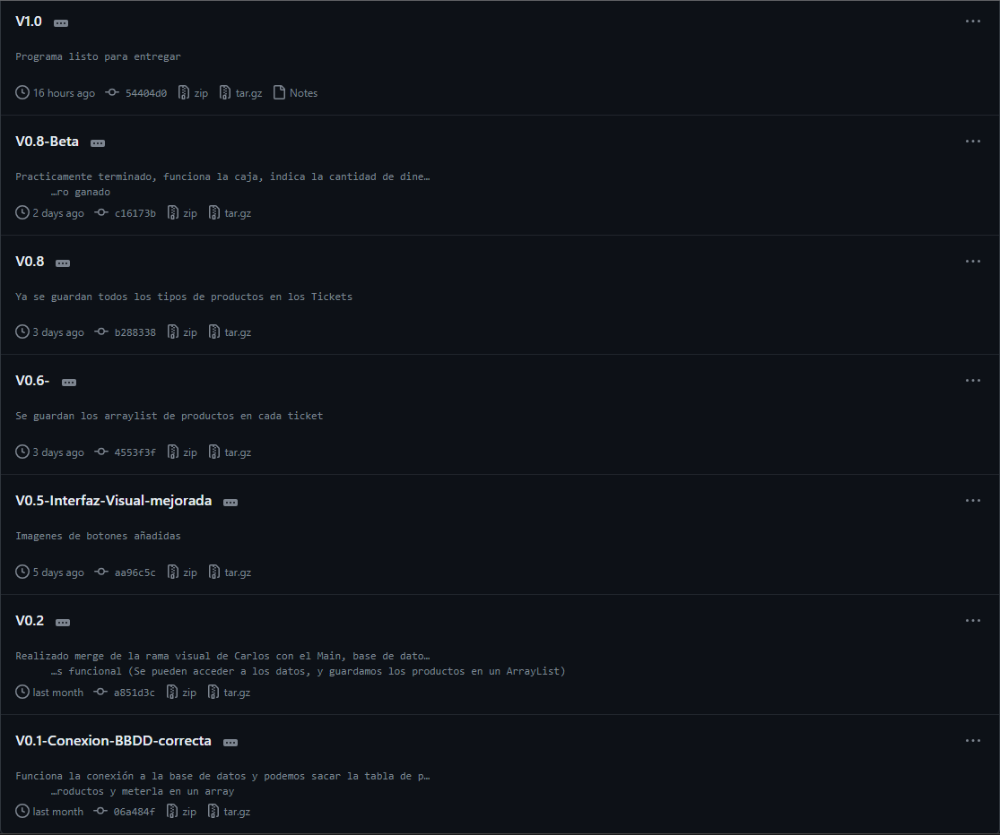 V1.0
Programa listo para entregar
16 hours ago 54404d0 zip tar.gz Notes
V0.8-Beta
Practicamente terminado, funciona la caja, indica la cantidad de dine…
…ro ganado
2 days ago c16173b zip tar.gz
V0.8
Ya se guardan todos los tipos de productos en los Tickets
3 days ago b288338 zip tar.gz
V0.6-
Se guardan los arraylist de productos en cada ticket
3 days ago 4553f3f zip tar.gz
V0.5-Interfaz-Visual-mejorada
Imagenes de botones añadidas
5 days ago aa96c5c zip tar.gz
V0.2
Realizado merge de la rama visual de Carlos con el Main, base de dato…
…s funcional (Se pueden acceder a los datos, y guardamos los productos en un ArrayList)
last month a851d3c zip tar.gz
V0.1-Conexion-BBDD-correcta
Funciona la conexión a la base de datos y podemos sacar la tabla de p…
…roductos y meterla en un array
last month 06a484f zip tar.gz